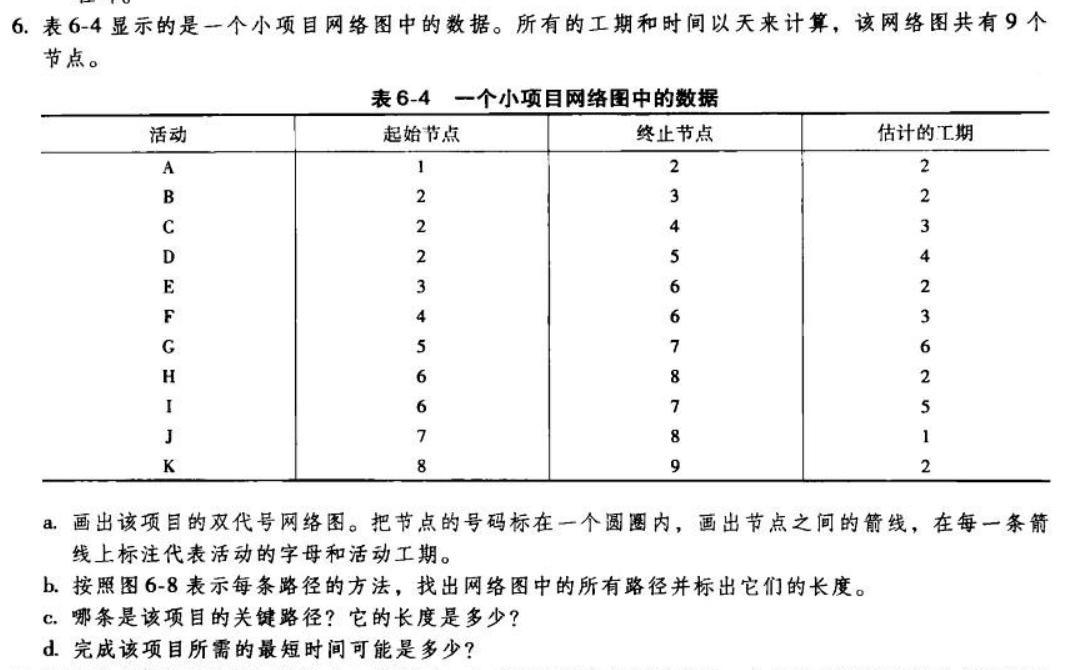 6. 表 6-4 显示的是一个小项目网络图中的数据。所有的工期和时间以天来计算，该网络图共有 9 个
节点。
表 6-4 一个小项目网络图中的数据
活动 起始节点 终止节点 估计的工期
A 1 2 2
B 2 3 2
C 2 4 3
D 2 5 4
E 3 6 2
F 4 6 3
G 5 7 6
H 6 8 2
I 6 7 5
J 7 8 1
K 8 9 2
a. 画出该项目的双代号网络图。把节点的号码标在一个圆圈内，画出节点之间的箭线，在每一条箭
线上标注代表活动的字母和活动工期。
b. 按照图 6-8 表示每条路径的方法，找出网络图中的所有路径并标出它们的长度。
c. 哪条是该项目的关键路径？它的长度是多少？
d. 完成该项目所需的最短时间可能是多少？